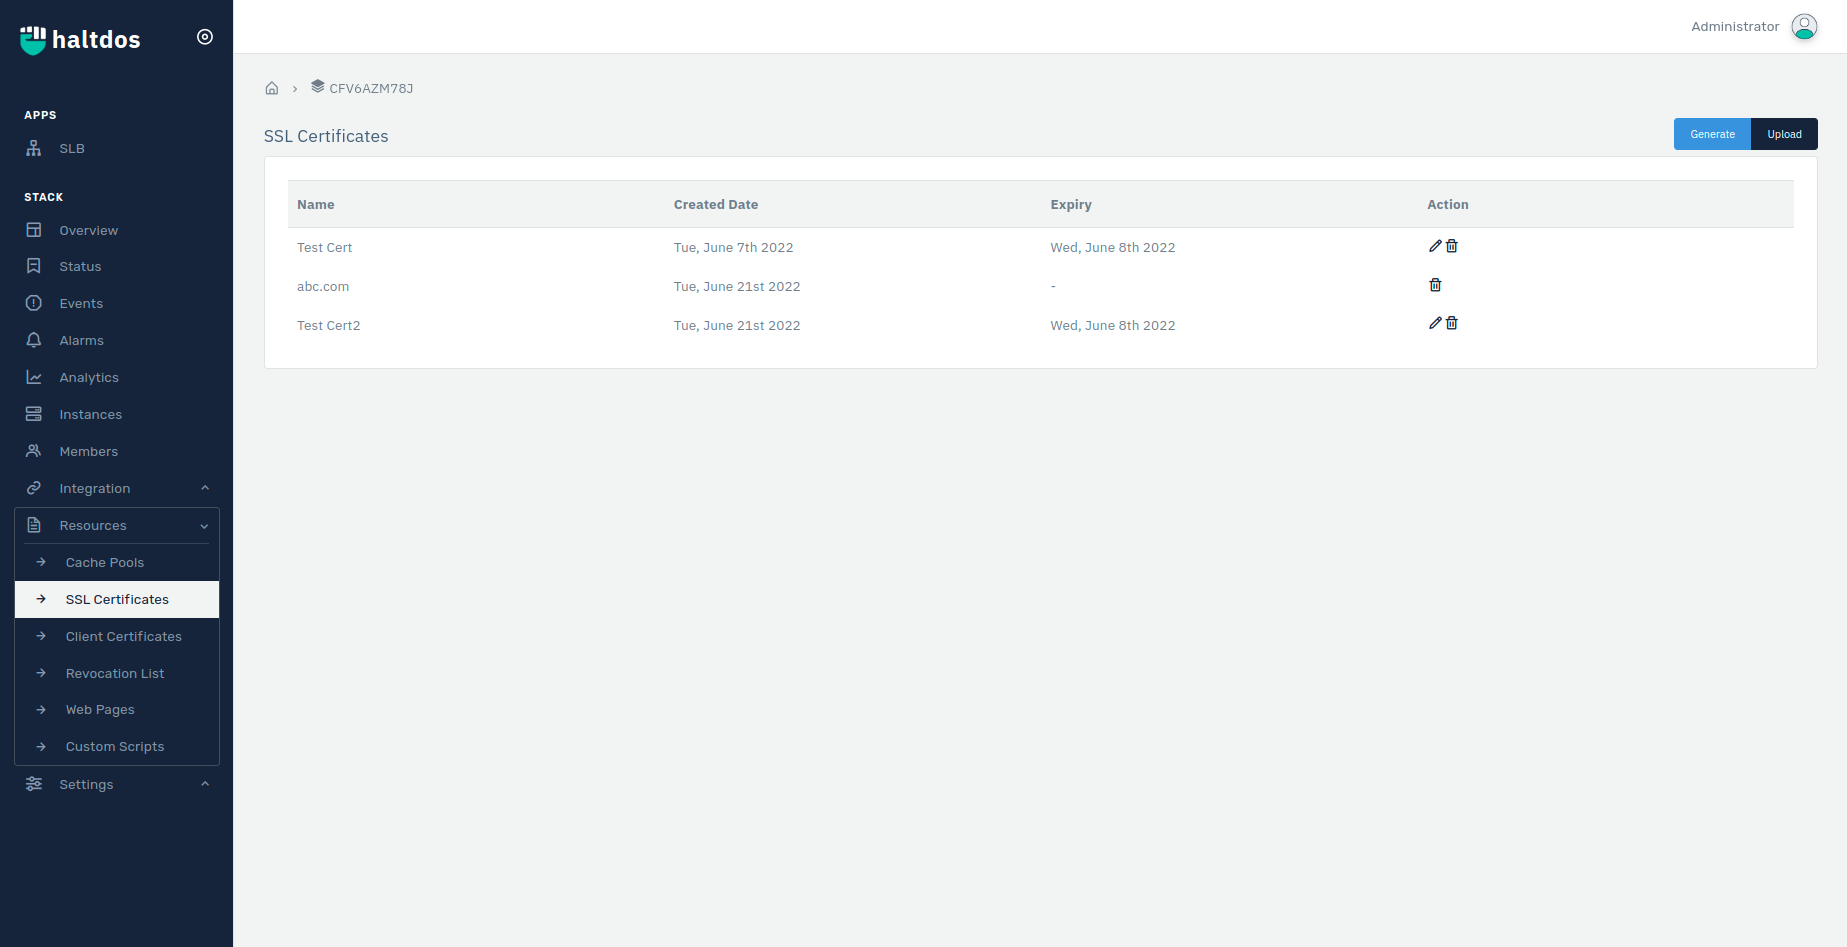 haltdos
Administrator
APPS
SLB
STACK
Overview
Status
Events
Alarms
Analytics
Instances
Members
Integration
Resources
Cache Pools
SSL Certificates
Client Certificates
Revocation List
Web Pages
Custom Scripts
Settings
CFV6AZM78J
SSL Certificates
Generate Upload
Name Created Date Expiry Action
Test Cert Tue, June 7th 2022 Wed, June 8th 2022
abc.com Tue, June 21st 2022 -
Test Cert2 Tue, June 21st 2022 Wed, June 8th 2022